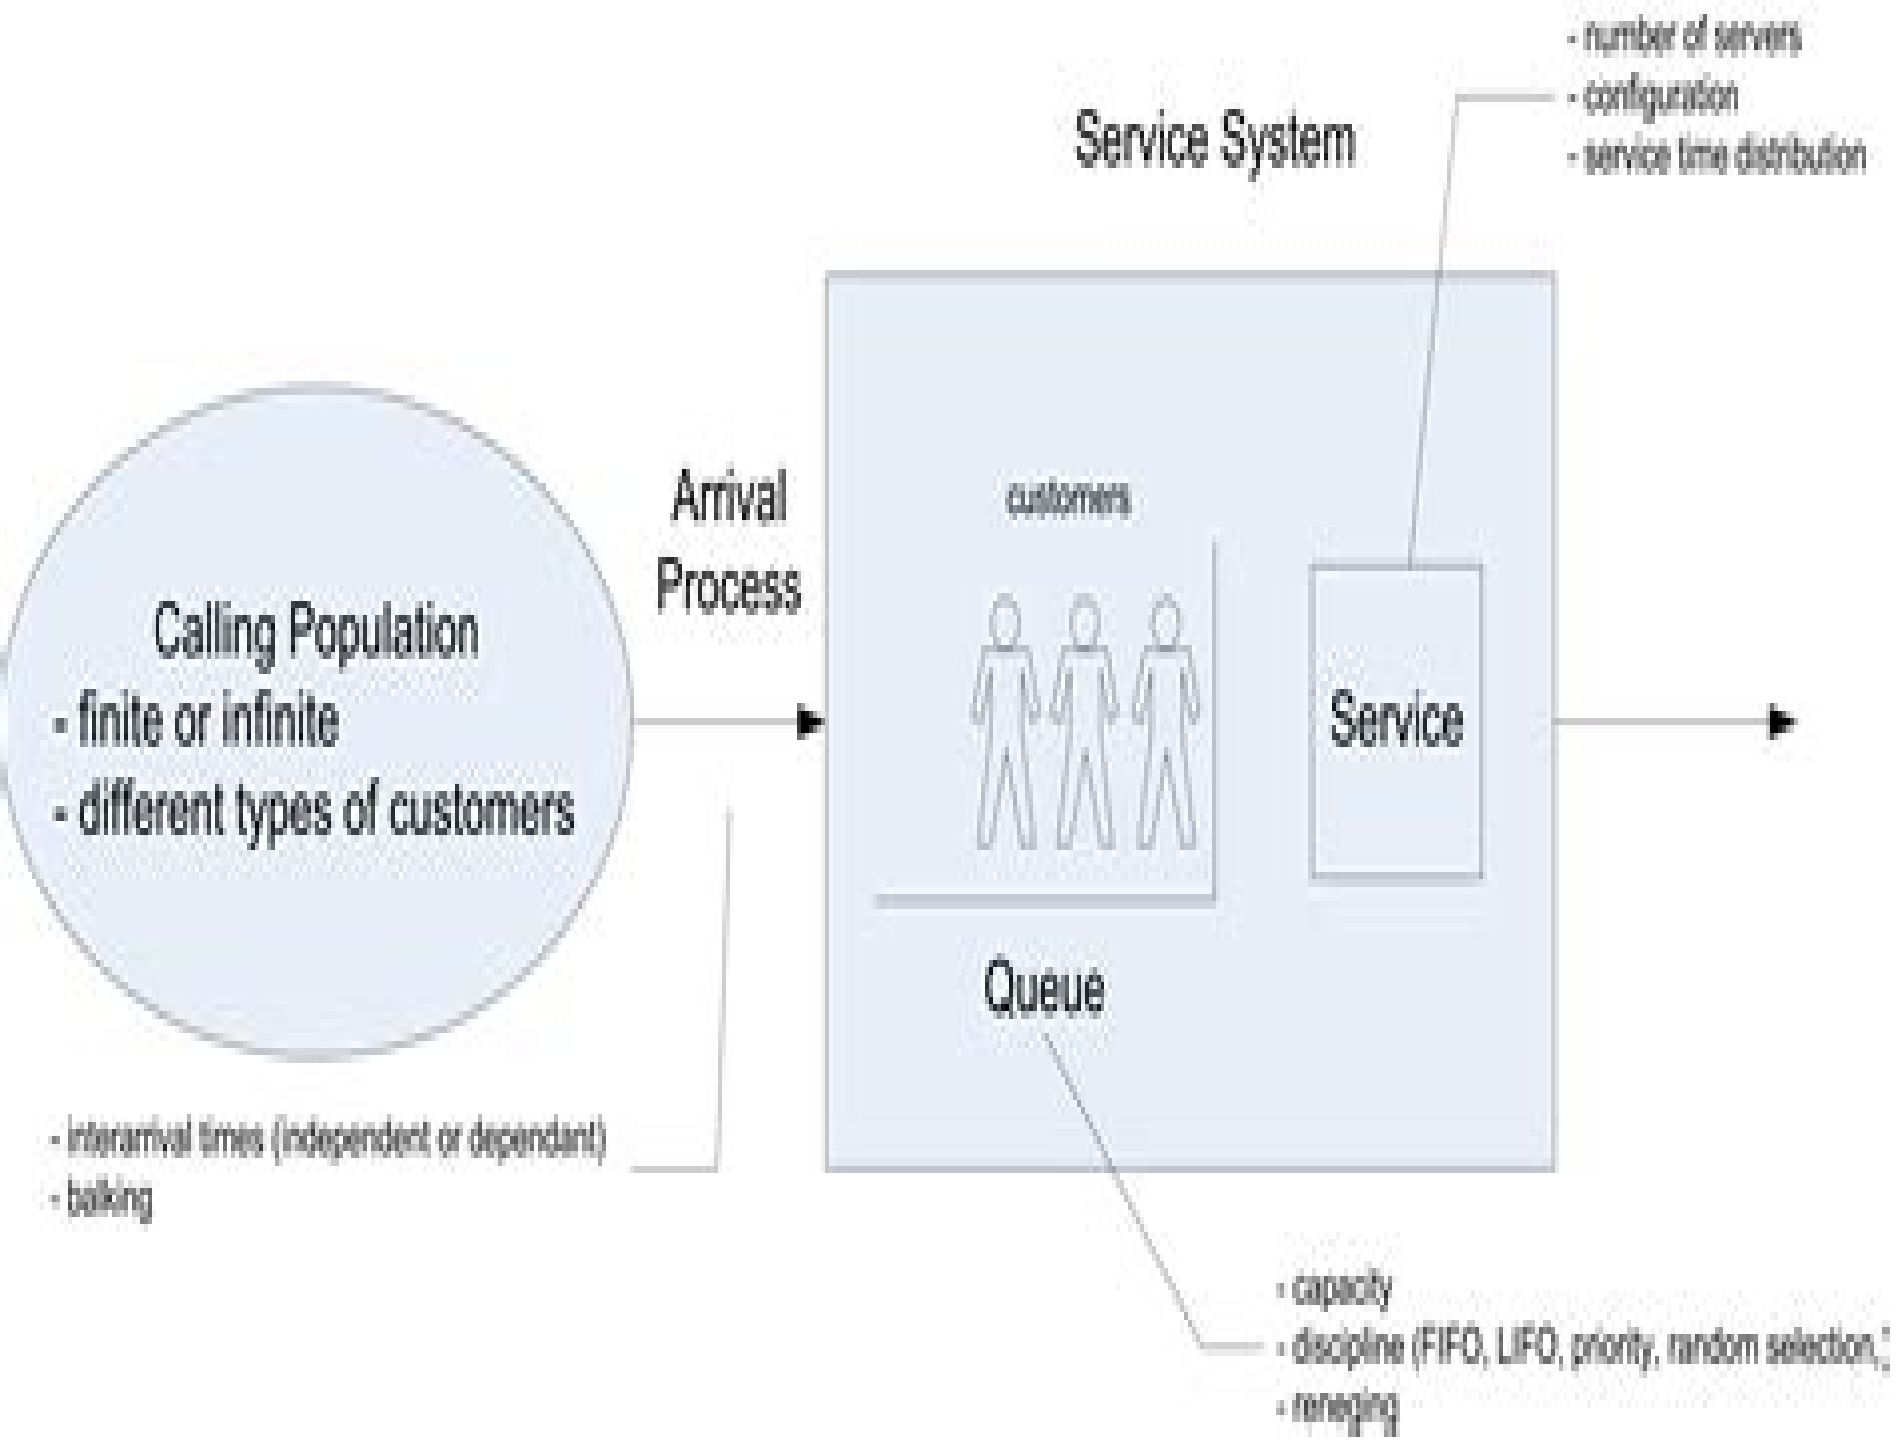 - number of servers
- configuration
- service time distribution
Service System
Arrival
Process
customers
Calling Population
- finite or infinite
- different types of customers
Service
Queue
- interarrival times (independent or dependant)
- balking
- capacity
- discipline (FIFO, LIFO, priority, random selection,)
- reneging